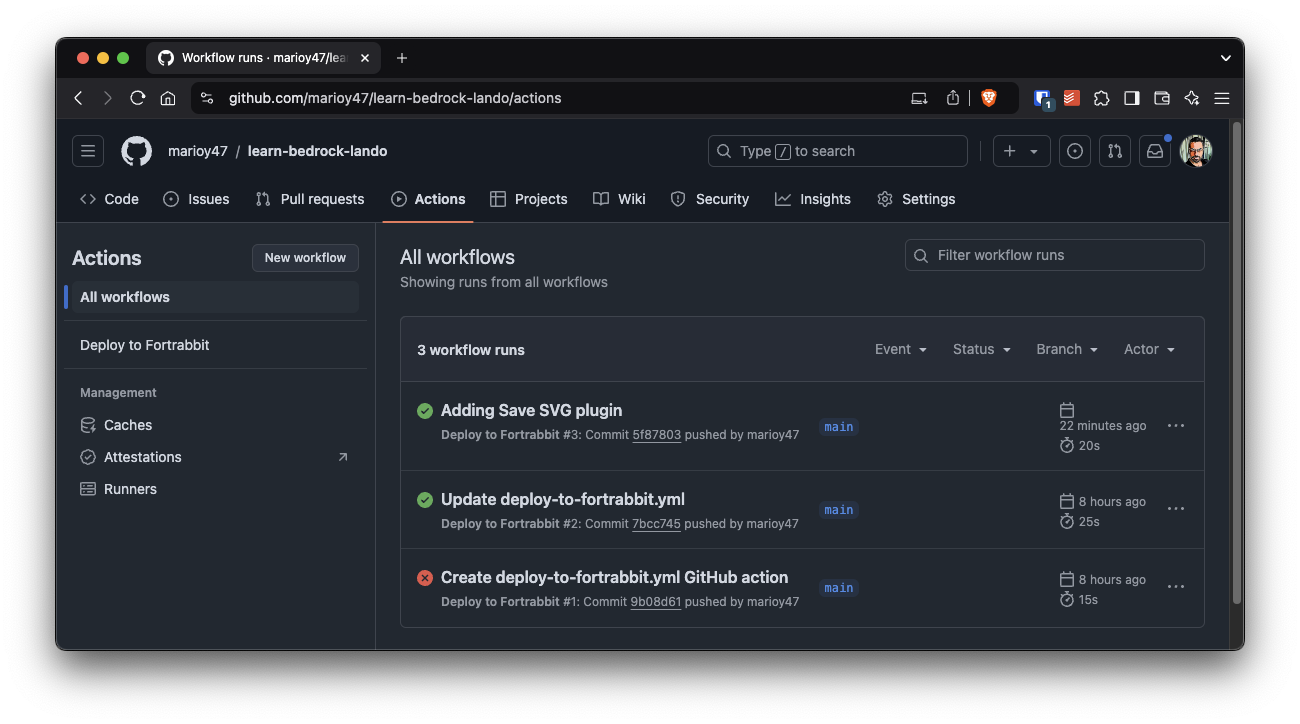 Workflow runs · marioy47/lea
github.com/marioy47/learn-bedrock-lando/actions
1
marioy47 / learn-bedrock-lando
Type / to search
Code
Issues
Pull requests
Actions
Projects
Wiki
Security
Insights
Settings
Actions
New workflow
All workflows
Deploy to Fortrabbit
Management
Caches
Attestations
Runners
All workflows
Showing runs from all workflows
Filter workflow runs
3 workflow runs
Event
Status
Branch
Actor
Adding Save SVG plugin
Deploy to Fortrabbit #3: Commit 5f87803 pushed by marioy47
main
22 minutes ago
20s
Update deploy-to-fortrabbit.yml
Deploy to Fortrabbit #2: Commit 7bcc745 pushed by marioy47
main
8 hours ago
25s
Create deploy-to-fortrabbit.yml GitHub action
Deploy to Fortrabbit #1: Commit 9b08d61 pushed by marioy47
main
8 hours ago
15s